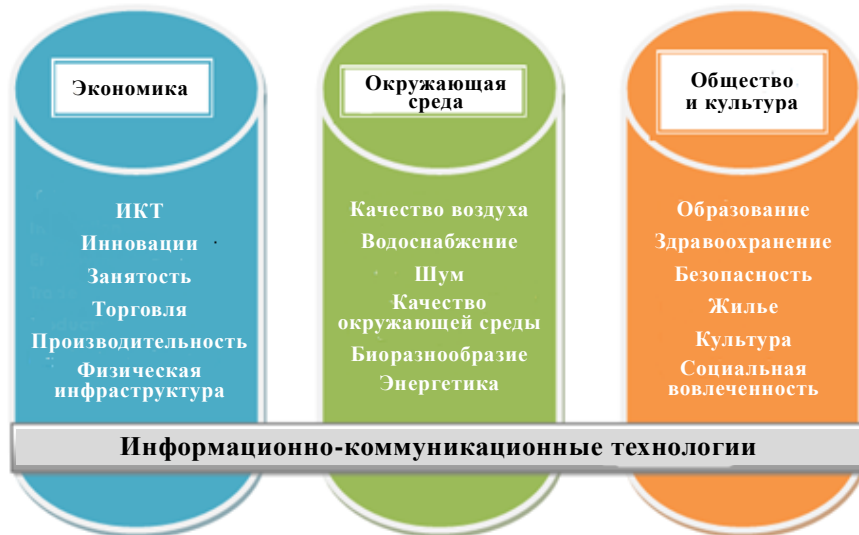 Экономика
ИКТ
Инновации
Занятость
Торговля
Производительность
Физическая
инфраструктура
Окружающая
среда
Качество воздуха
Водоснабжение
Шум
Качество
окружающей среды
Биоразнообразие
Энергетика
Общество
и культура
Образование
Здравоохранение
Безопасность
Жилье
Культура
Социальная
вовлеченность
Информационно-коммуникационные технологии